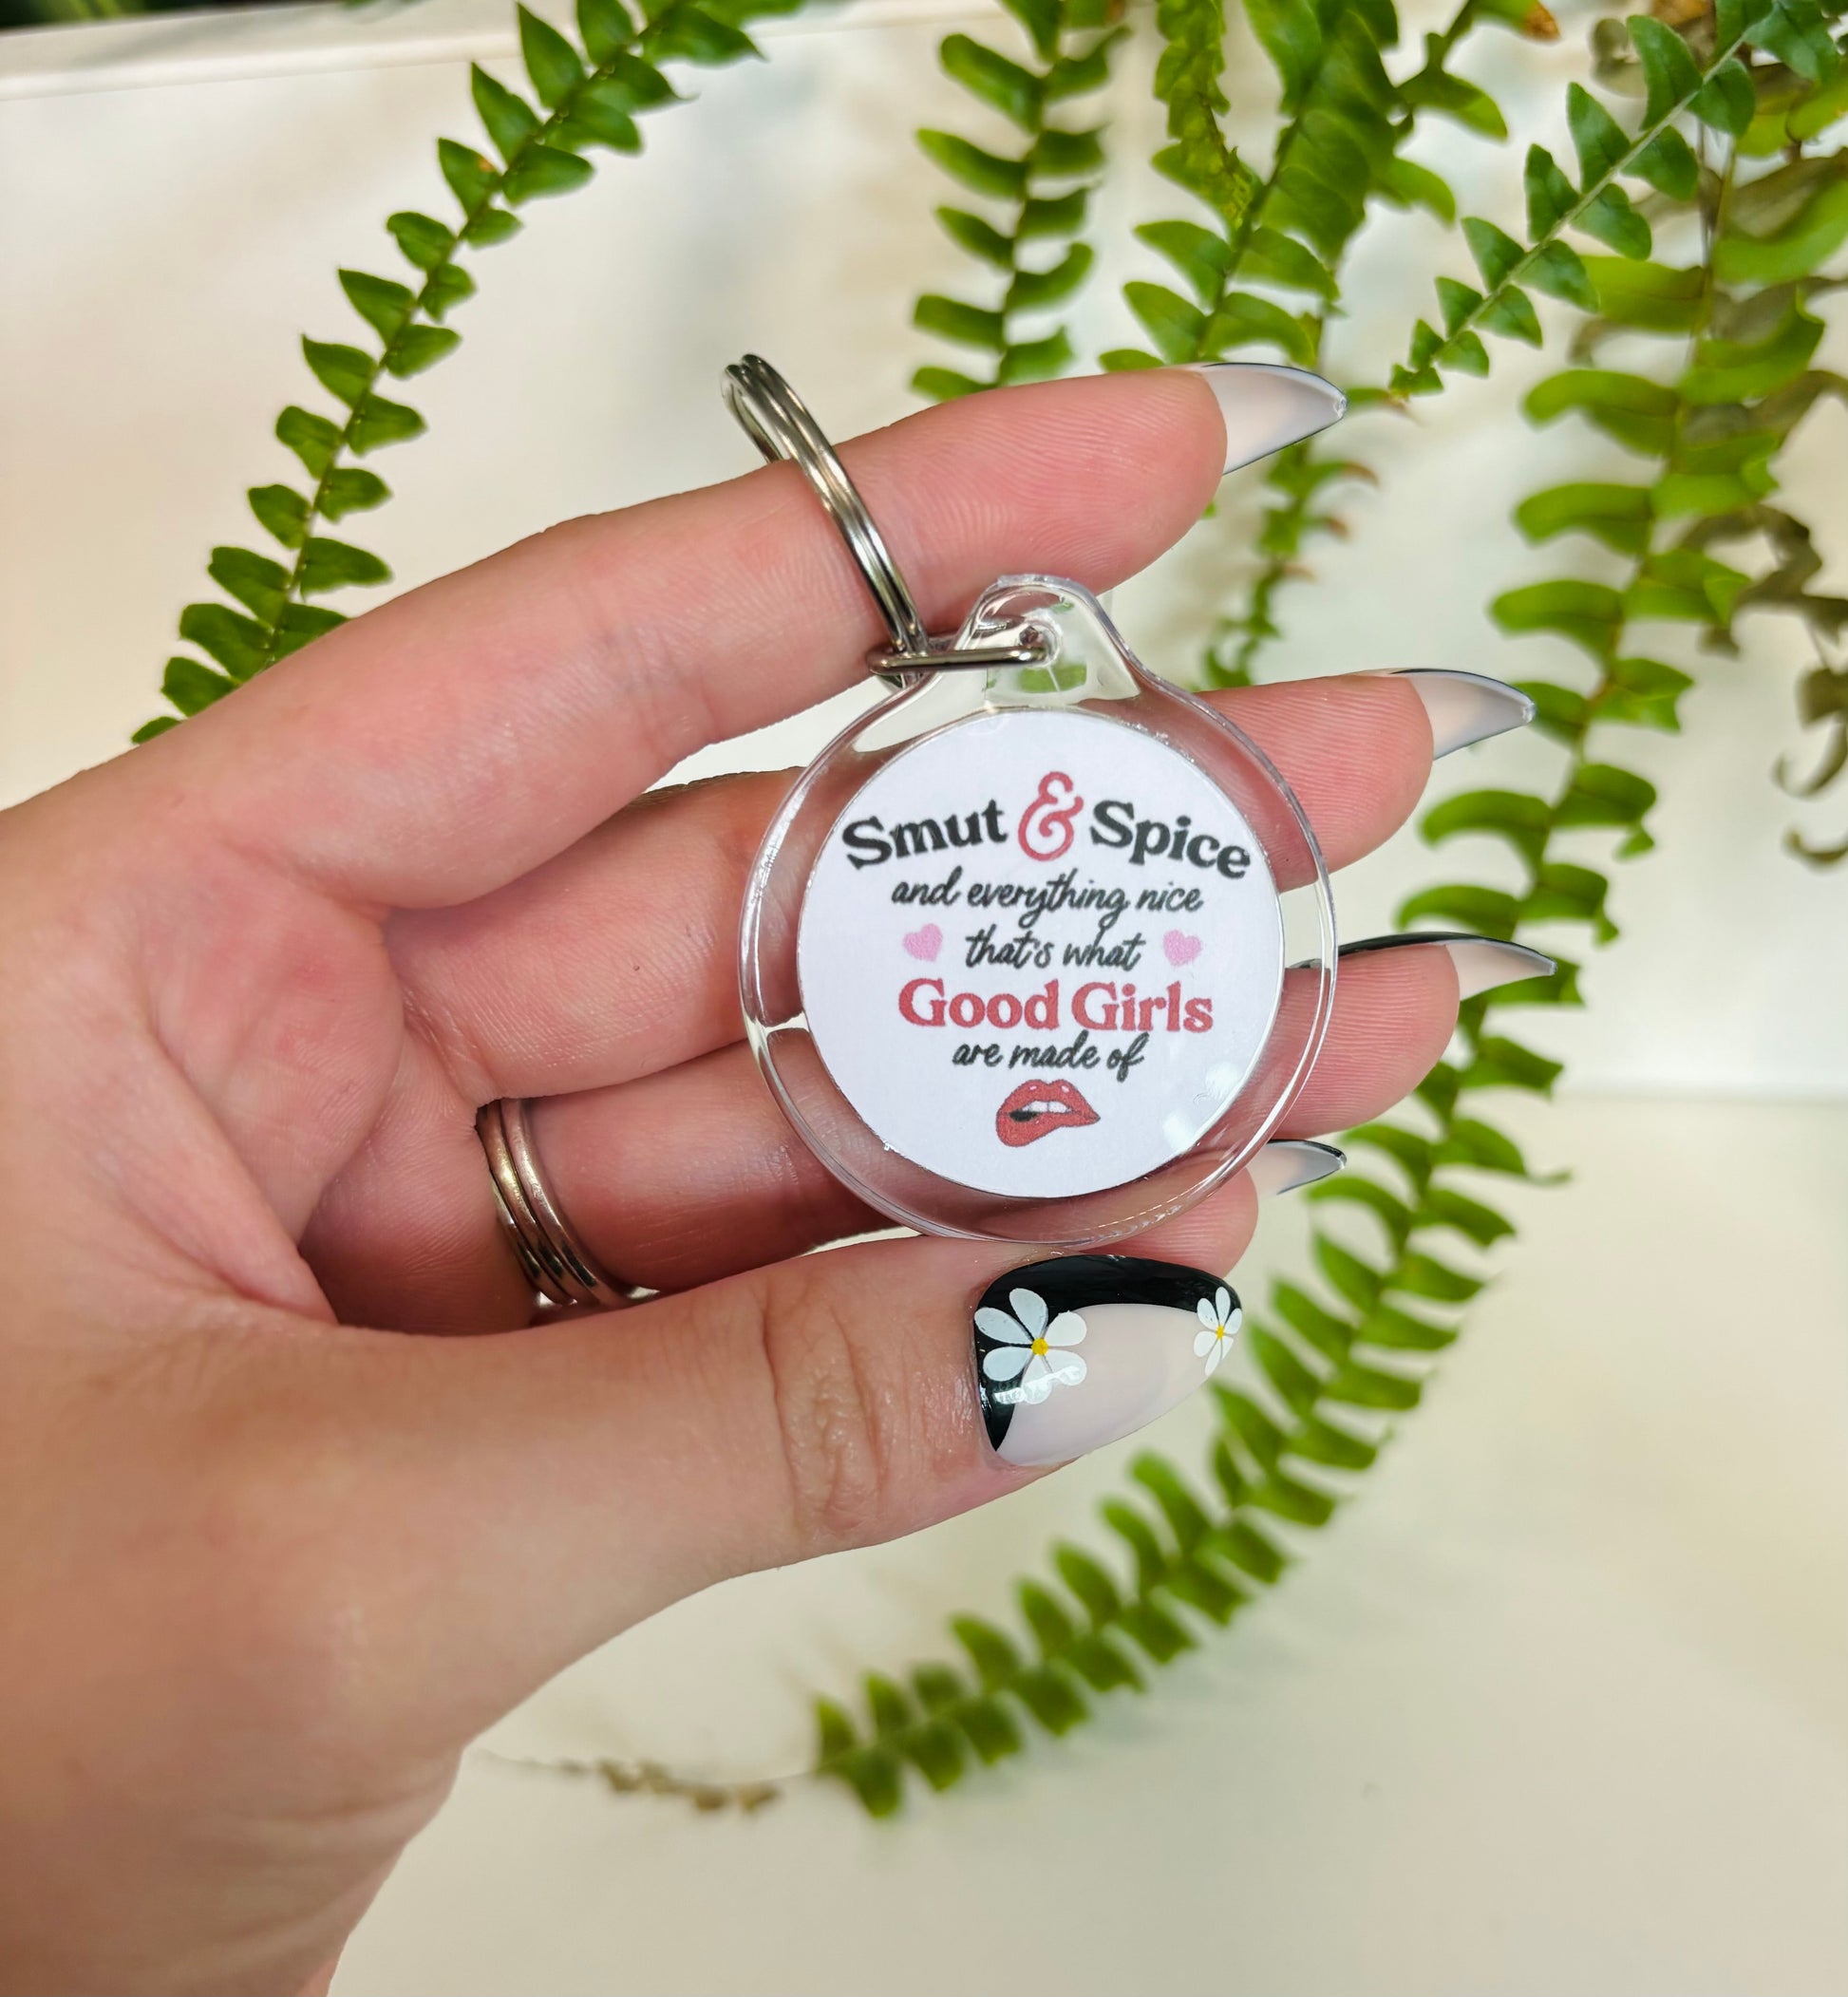 Smut & Spice
and everything nice
that's what
Good Girls
are made of